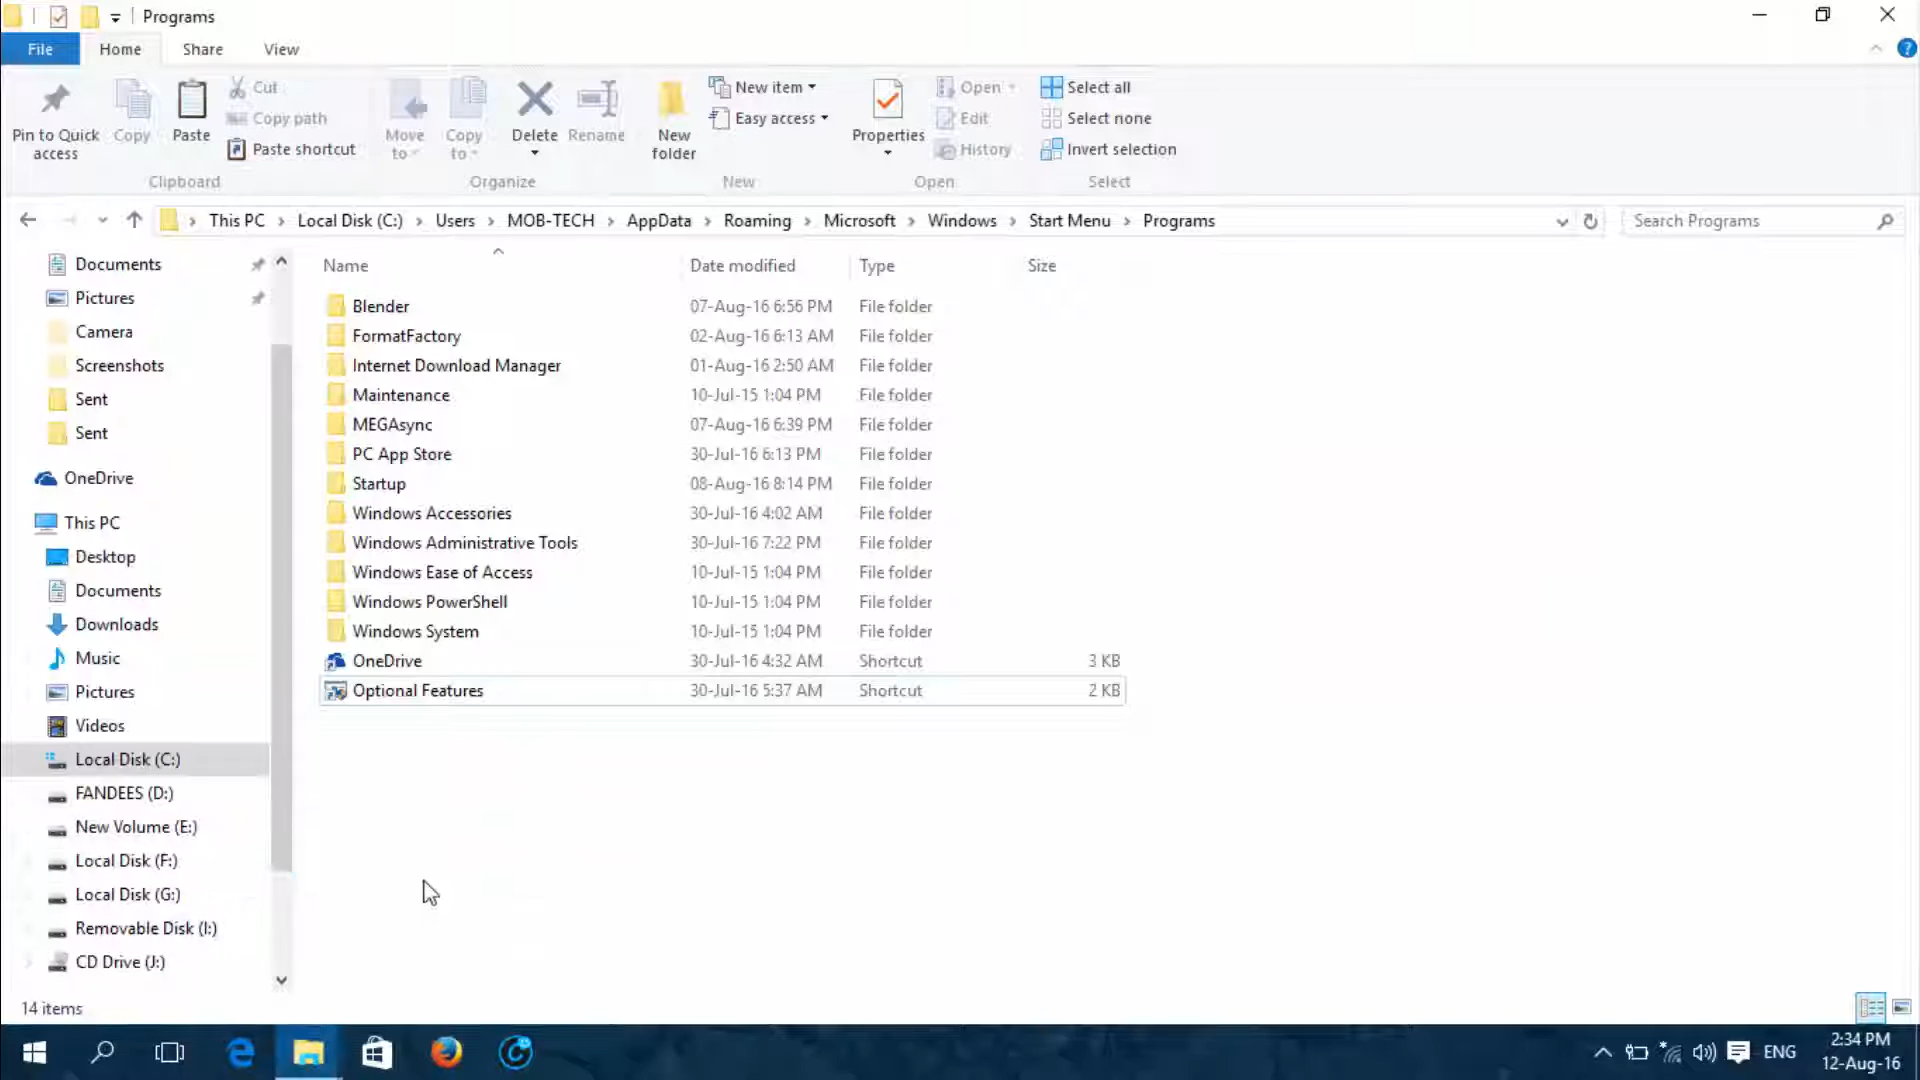 Programs
File Home Share View
Pin to Quick access
Copy
Paste
Cut
Copy path
Paste shortcut
Clipboard
Move to
Copy to
Delete
Rename
Organize
New folder
New item
Easy access
New
Properties
Open
Edit
History
Open
Select all
Select none
Invert selection
Select
This PC Local Disk (C:) Users MOB-TECH AppData Roaming Microsoft Windows Start Menu Programs
Search Programs
Documents
Pictures
Camera
Screenshots
Sent
Sent
OneDrive
This PC
Desktop
Documents
Downloads
Music
Pictures
Videos
Local Disk (C:)
FANDEES (D:)
New Volume (E:)
Local Disk (F:)
Local Disk (G:)
Removable Disk (I:)
CD Drive (J:)
Name Date modified Type Size
Blender 07-Aug-16 6:56 PM File folder
FormatFactory 02-Aug-16 6:13 AM File folder
Internet Download Manager 01-Aug-16 2:50 AM File folder
Maintenance 10-Jul-15 1:04 PM File folder
MEGAsync 07-Aug-16 6:39 PM File folder
PC App Store 30-Jul-16 6:13 PM File folder
Startup 08-Aug-16 8:14 PM File folder
Windows Accessories 30-Jul-16 4:02 AM File folder
Windows Administrative Tools 30-Jul-16 7:22 PM File folder
Windows Ease of Access 10-Jul-15 1:04 PM File folder
Windows PowerShell 10-Jul-15 1:04 PM File folder
Windows System 10-Jul-15 1:04 PM File folder
OneDrive 30-Jul-16 4:32 AM Shortcut 3 KB
Optional Features 30-Jul-16 5:37 AM Shortcut 2 KB
14 items
ENG
2:34 PM
12-Aug-16